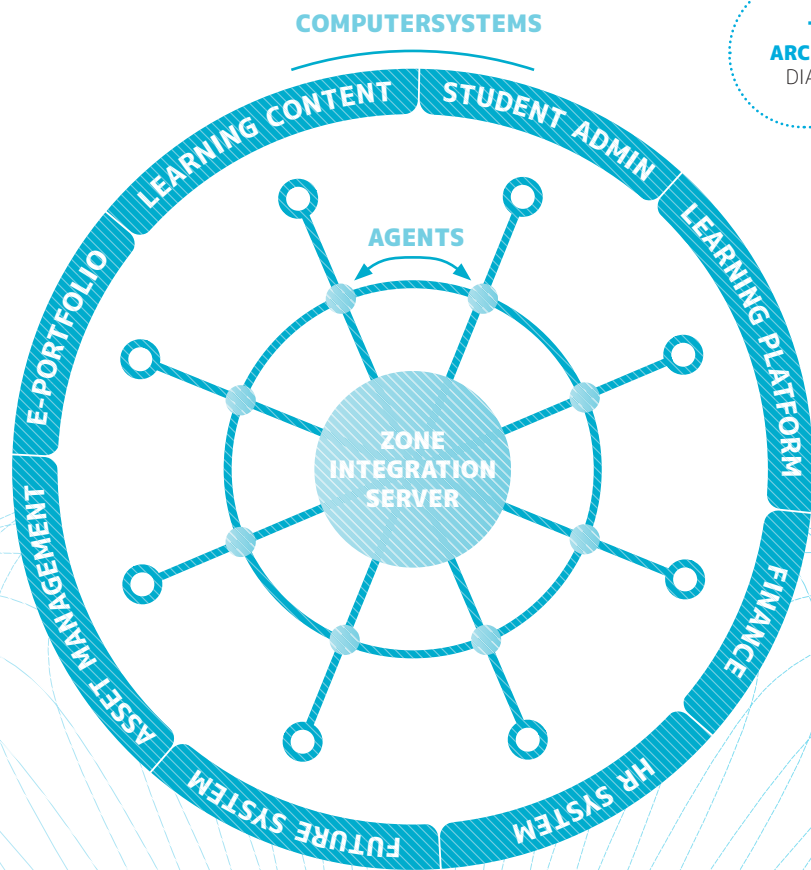 COMPUTERSYSTEMS
LEARNING CONTENT
STUDENT ADMIN
LEARNING PLATFORM
FINANCE
HR SYSTEM
FUTURE SYSTEM
ASSET MANAGEMENT
E-PORTFOLIO
AGENTS
ZONE
INTEGRATION
SERVER